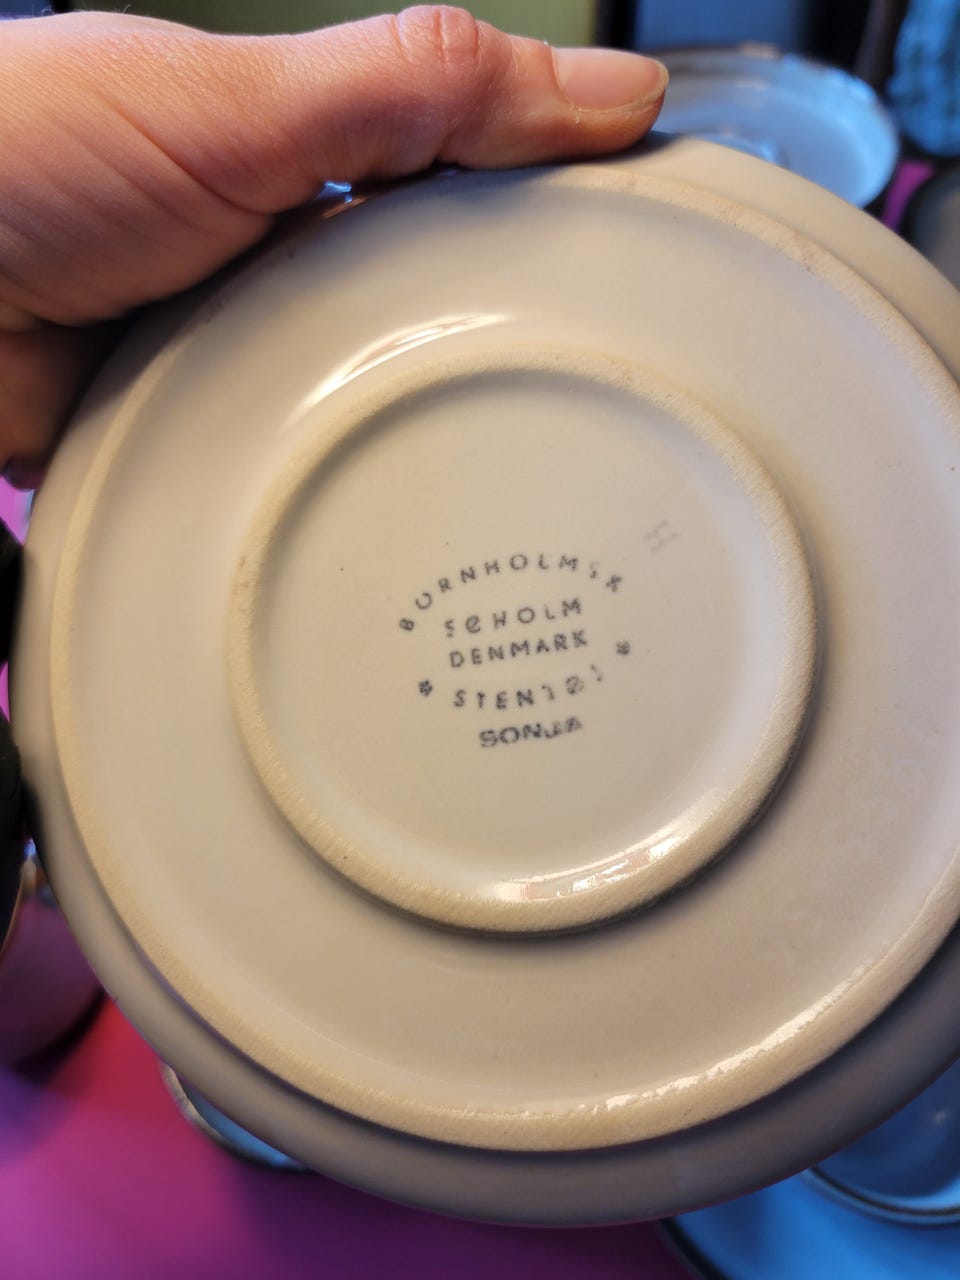 BORNHOLMSK
SØHOLM
DENMARK
* STENTØJ *
SONJA
H